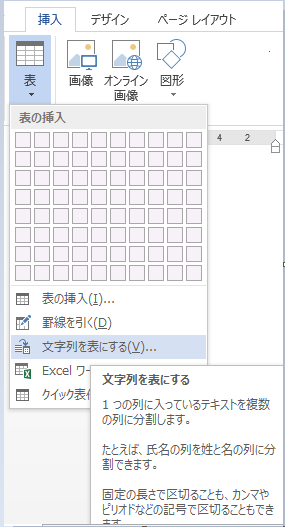 挿入 デザイン ページ レイアウト
表 画像 オンライン 図形
画像
4 2
表の挿入
表の挿入(I)...
罫線を引く(D)
文字列を表にする(V)...
Excel ワー
クイック表作
文字列を表にする
1 つの列に入っているテキストを複数
の列に分割します。
たとえば、氏名の列を姓と名の列に分
割できます。
固定の長さで区切ることも、カンマや
ピリオドなどの記号で区切ることもでき
ます。